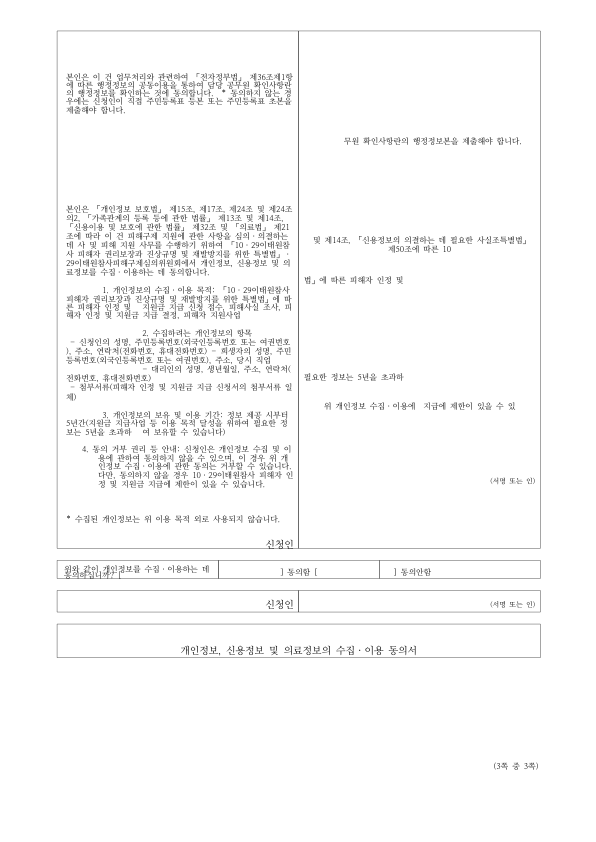 본인은 이 건 업무처리와 관련하여 「전자정부법」 제36조제1항
에 따른 행정정보의 공동이용을 통하여 담당 공무원 확인사항란
의 행정정보를 확인하는 것에 동의합니다. * 동의하지 않는 경
우에는 신청인이 직접 주민등록표 등본 또는 주민등록표 초본을
제출해야 합니다.
무원 확인사항란의 행정정보본을 제출해야 합니다.
본인은 「개인정보 보호법」 제15조, 제17조, 제24조 및 제24조
의2, 「가족관계의 등록 등에 관한 법률」 제13조 및 제14조,
「신용이용 및 보호에 관한 법률」 제32조 및 「의료법」 제21
조에 따라 이 건 피해구제 지원에 관한 사항을 심의ㆍ의결하는
데 사 및 피해 지원 사무를 수행하기 위하여 「10ㆍ29이태원참
사 피해자 권리보장과 진상규명 및 재발방지를 위한 특별법」ㆍ
29이태원참사피해구제심의위원회에서 개인정보, 신용정보 및 의
료정보를 수집ㆍ이용하는 데 동의합니다.
및 제14조, 「신용정보의 의결하는 데 필요한 사실조특별법」
제50조에 따른 10
1. 개인정보의 수집ㆍ이용 목적: 「10ㆍ29이태원참사
피해자 권리보장과 진상규명 및 재발방지를 위한 특별법」에 따
른 피해자 인정 및 지원금 지급 신청 접수, 피해사실 조사, 피
해자 인정 및 지원금 지급 결정, 피해자 지원사업
법」에 따른 피해자 인정 및
2. 수집하려는 개인정보의 항목
- 신청인의 성명, 주민등록번호(외국인등록번호 또는 여권번호
), 주소, 연락처(전화번호, 휴대전화번호) - 희생자의 성명, 주민
등록번호(외국인등록번호 또는 여권번호), 주소, 당시 직업
- 대리인의 성명, 생년월일, 주소, 연락처(
전화번호, 휴대전화번호)
- 첨부서류(피해자 인정 및 지원금 지급 신청서의 첨부서류 일
체)
필요한 정보는 5년을 초과하
3. 개인정보의 보유 및 이용 기간: 정보 제공 시부터
5년간(지원금 지급사업 등 이용 목적 달성을 위하여 필요한 정
보는 5년을 초과하 여 보유할 수 있습니다)
위 개인정보 수집ㆍ이용에 지급에 제한이 있을 수 있
4. 동의 거부 권리 등 안내: 신청인은 개인정보 수집 및 이
용에 관하여 동의하지 않을 수 있으며, 이 경우 위 개
인정보 수집ㆍ이용에 관한 동의는 거부할 수 있습니다.
다만, 동의하지 않을 경우 10ㆍ29이태원참사 피해자 인
정 및 지원금 지급에 제한이 있을 수 있습니다.
(서명 또는 인)
* 수집된 개인정보는 위 이용 목적 외로 사용되지 않습니다.
신청인
위와 같이 개인정보를 수집ㆍ이용하는 데
동의하십니까? [
] 동의함 [
] 동의안함
신청인
(서명 또는 인)
개인정보, 신용정보 및 의료정보의 수집ㆍ이용 동의서
(3쪽 중 3쪽)